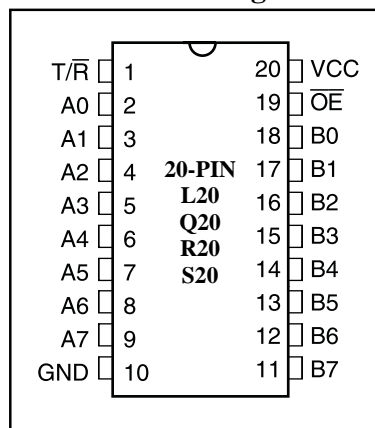 T/R̅ 1 20 VCC
A0 2 19 O̅E̅
A1 3 18 B0
A2 4 20-PIN 17 B1
A3 5 L20 16 B2
A4 6 Q20 15 B3
A5 7 R20 14 B4
A6 8 S20 13 B5
A7 9 12 B6
GND 10 11 B7